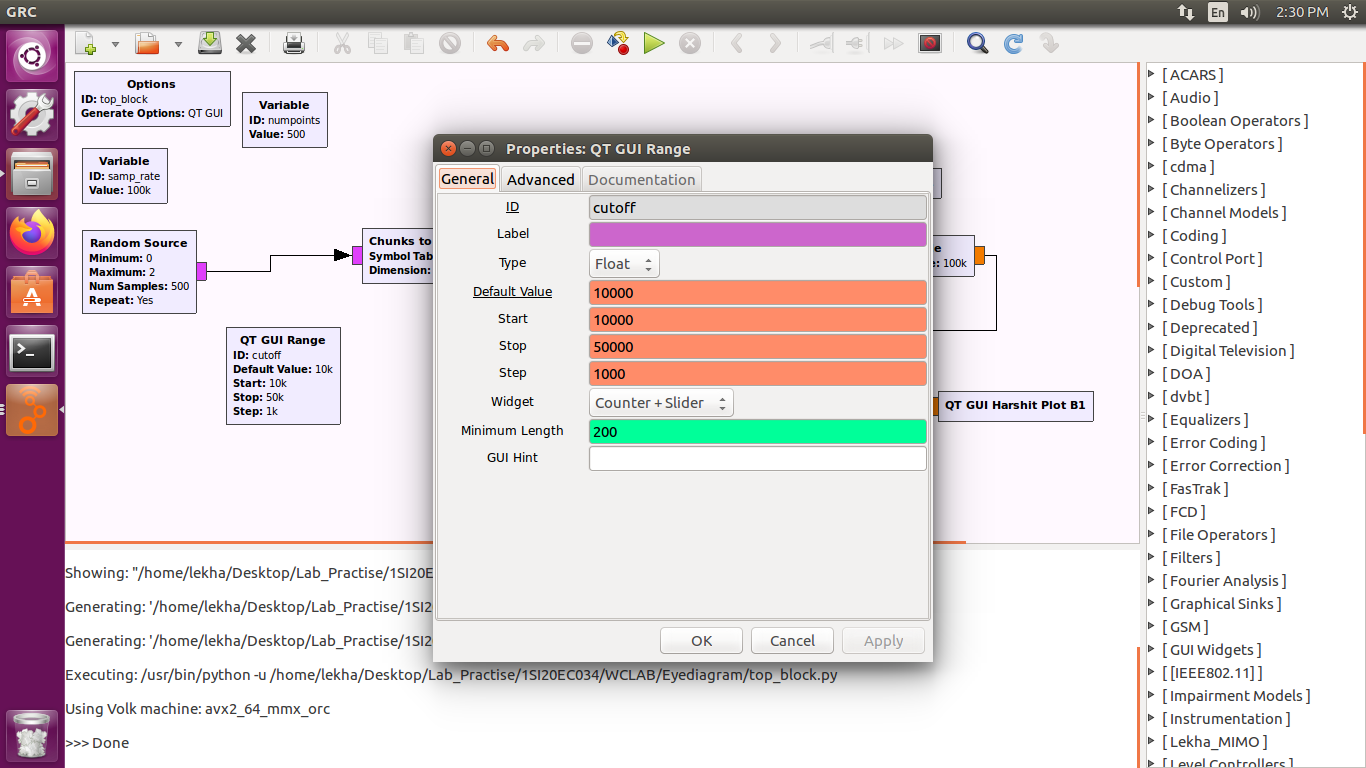 GRC
En
2:30 PM
Options
ID: top_block
Generate Options: QT GUI
Variable
ID: numpoints
Value: 500
Variable
ID: samp_rate
Value: 100k
Random Source
Minimum: 0
Maximum: 2
Num Samples: 500
Repeat: Yes
Chunks to
Symbol Tab
Dimension:
QT GUI Range
ID: cutoff
Default Value: 10k
Start: 10k
Stop: 50k
Step: 1k
Properties: QT GUI Range
General
Advanced
Documentation
ID
cutoff
Label
Type
Float
Default Value
10000
Start
10000
Stop
50000
Step
1000
Widget
Counter + Slider
Minimum Length
200
GUI Hint
OK
Cancel
Apply
e
e: 100k
QT GUI Harshit Plot B1
Showing: "/home/lekha/Desktop/Lab_Practise/1SI20E
Generating: '/home/lekha/Desktop/Lab_Practise/1SI2
Generating: '/home/lekha/Desktop/Lab_Practise/1SI2
Executing: /usr/bin/python -u /home/lekha/Desktop/Lab_Practise/1SI20EC034/WCLAB/Eyediagram/top_block.py
Using Volk machine: avx2_64_mmx_orc
>>> Done
[ ACARS ]
[ Audio ]
[ Boolean Operators ]
[ Byte Operators ]
[ cdma ]
[ Channelizers ]
[ Channel Models ]
[ Coding ]
[ Control Port ]
[ Custom ]
[ Debug Tools ]
[ Deprecated ]
[ Digital Television ]
[ DOA ]
[ dvbt ]
[ Equalizers ]
[ Error Coding ]
[ Error Correction ]
[ FasTrak ]
[ FCD ]
[ File Operators ]
[ Filters ]
[ Fourier Analysis ]
[ Graphical Sinks ]
[ GSM ]
[ GUI Widgets ]
[ [IEEE802.11] ]
[ Impairment Models ]
[ Instrumentation ]
[ Lekha_MIMO ]
[ Level Controllers ]